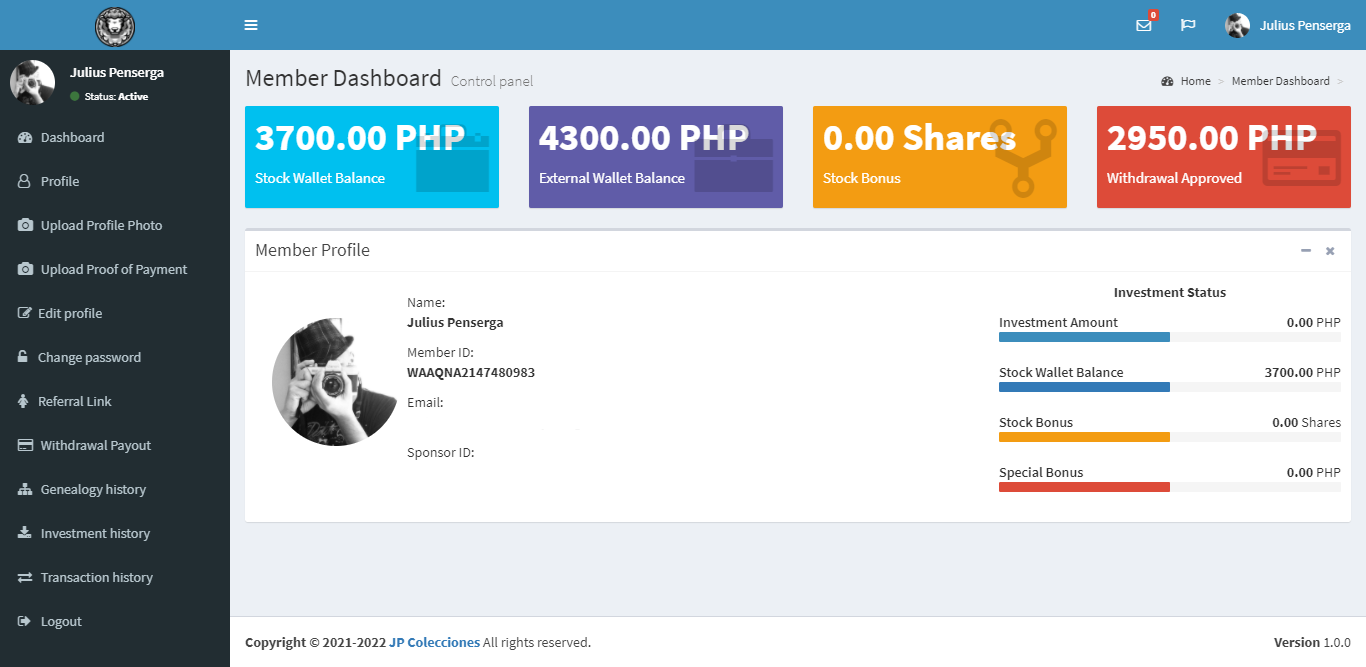 0
Julius Penserga
Julius Penserga
Status: Active
Dashboard
Profile
Upload Profile Photo
Upload Proof of Payment
Edit profile
Change password
Referral Link
Withdrawal Payout
Genealogy history
Investment history
Transaction history
Logout
Member Dashboard Control panel
Home > Member Dashboard >
3700.00 PHP
Stock Wallet Balance
4300.00 PHP
External Wallet Balance
0.00 Shares
Stock Bonus
2950.00 PHP
Withdrawal Approved
Member Profile
Name:
Julius Penserga
Member ID:
WAAQNA2147480983
Email:
Sponsor ID:
Investment Status
Investment Amount 0.00 PHP
Stock Wallet Balance 3700.00 PHP
Stock Bonus 0.00 Shares
Special Bonus 0.00 PHP
Copyright © 2021-2022 JP Colecciones All rights reserved.
Version 1.0.0